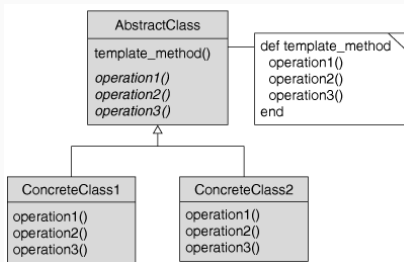 AbstractClass
template_method()
operation1()
operation2()
operation3()
def template_method
operation1()
operation2()
operation3()
end
ConcreteClass1
operation1()
operation2()
operation3()
ConcreteClass2
operation1()
operation2()
operation3()